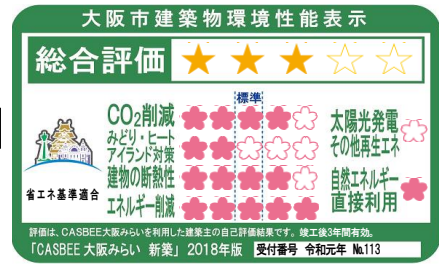 大阪市建築物環境性能表示
総合評価
標準
CO₂削減
みどり・ヒート
アイランド対策
建物の断熱性
エネルギー削減
太陽光発電
その他再生エネ
自然エネルギー
直接利用
省エネ基準適合
評価は、CASBEE大阪みらいを利用した建築主の自己評価結果です。竣工後3年間有効。
「CASBEE大阪みらい 新築」2018年版 受付番号 令和元年 №113